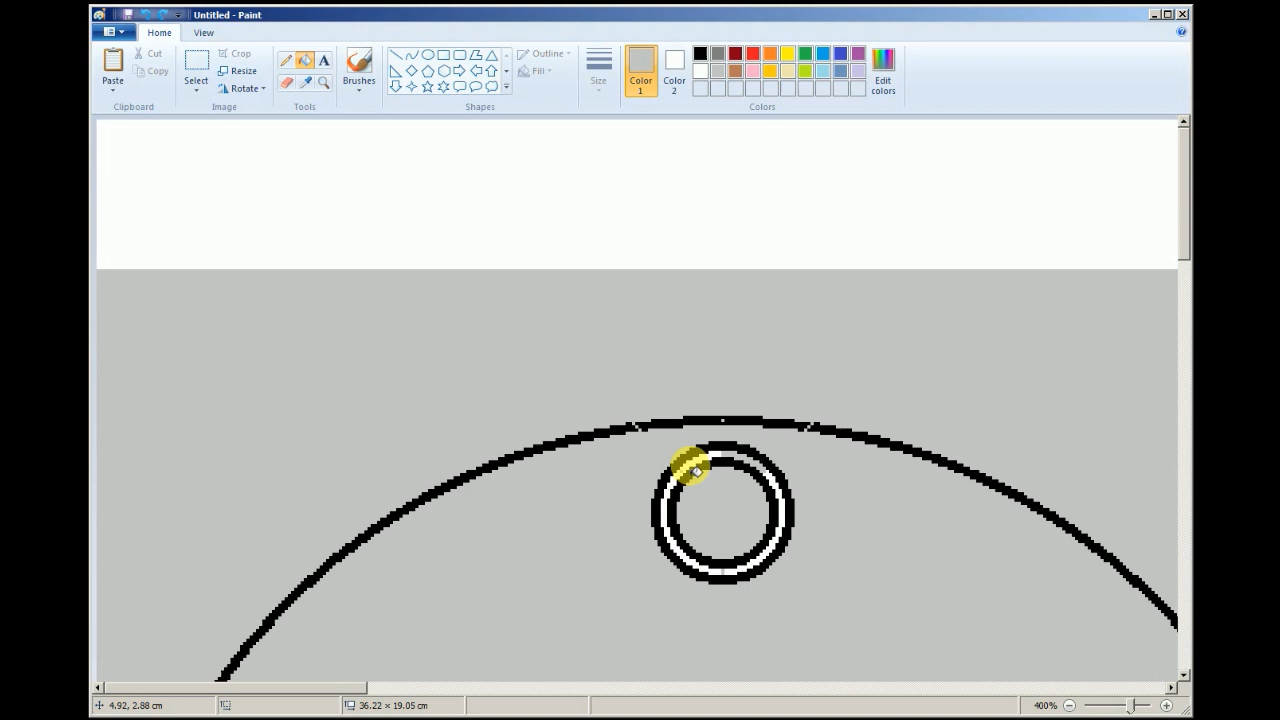 Untitled - Paint
Home View
Paste
Cut
Copy
Clipboard
Select
Crop
Resize
Rotate
Image
A
Tools
Brushes
Outline
Fill
Shapes
Size
Color 1
Color 2
Edit colors
Colors
4.92, 2.88 cm
36.22 × 19.05 cm
400%